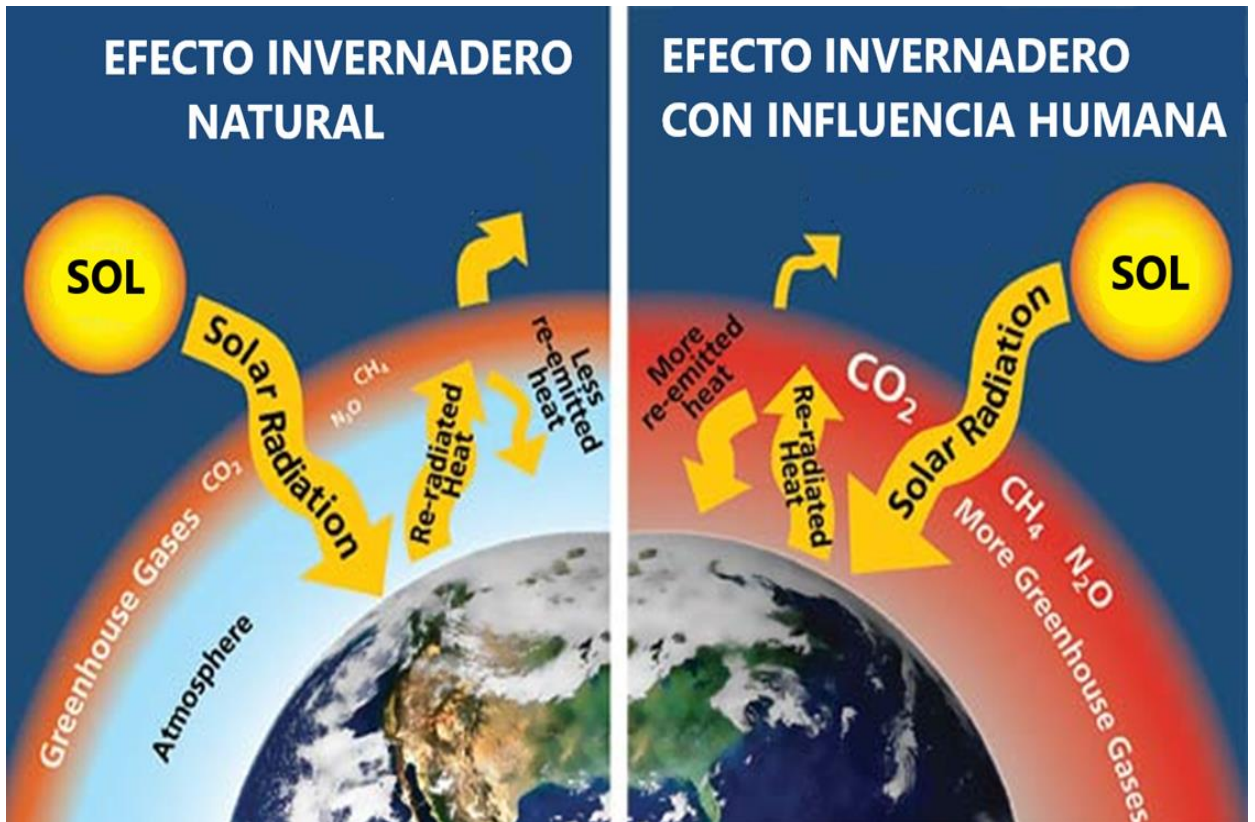 EFECTO INVERNADERO
NATURAL
SOL
Solar Radiation
CH₄
N₂O
CO₂
Greenhouse Gases
Atmosphere
Re-radiated
Heat
Less
re-emitted
heat
EFECTO INVERNADERO
CON INFLUENCIA HUMANA
SOL
Solar Radiation
More
re-emitted
heat
Re-radiated
Heat
CO₂
CH₄ N₂O
More Greenhouse Gases